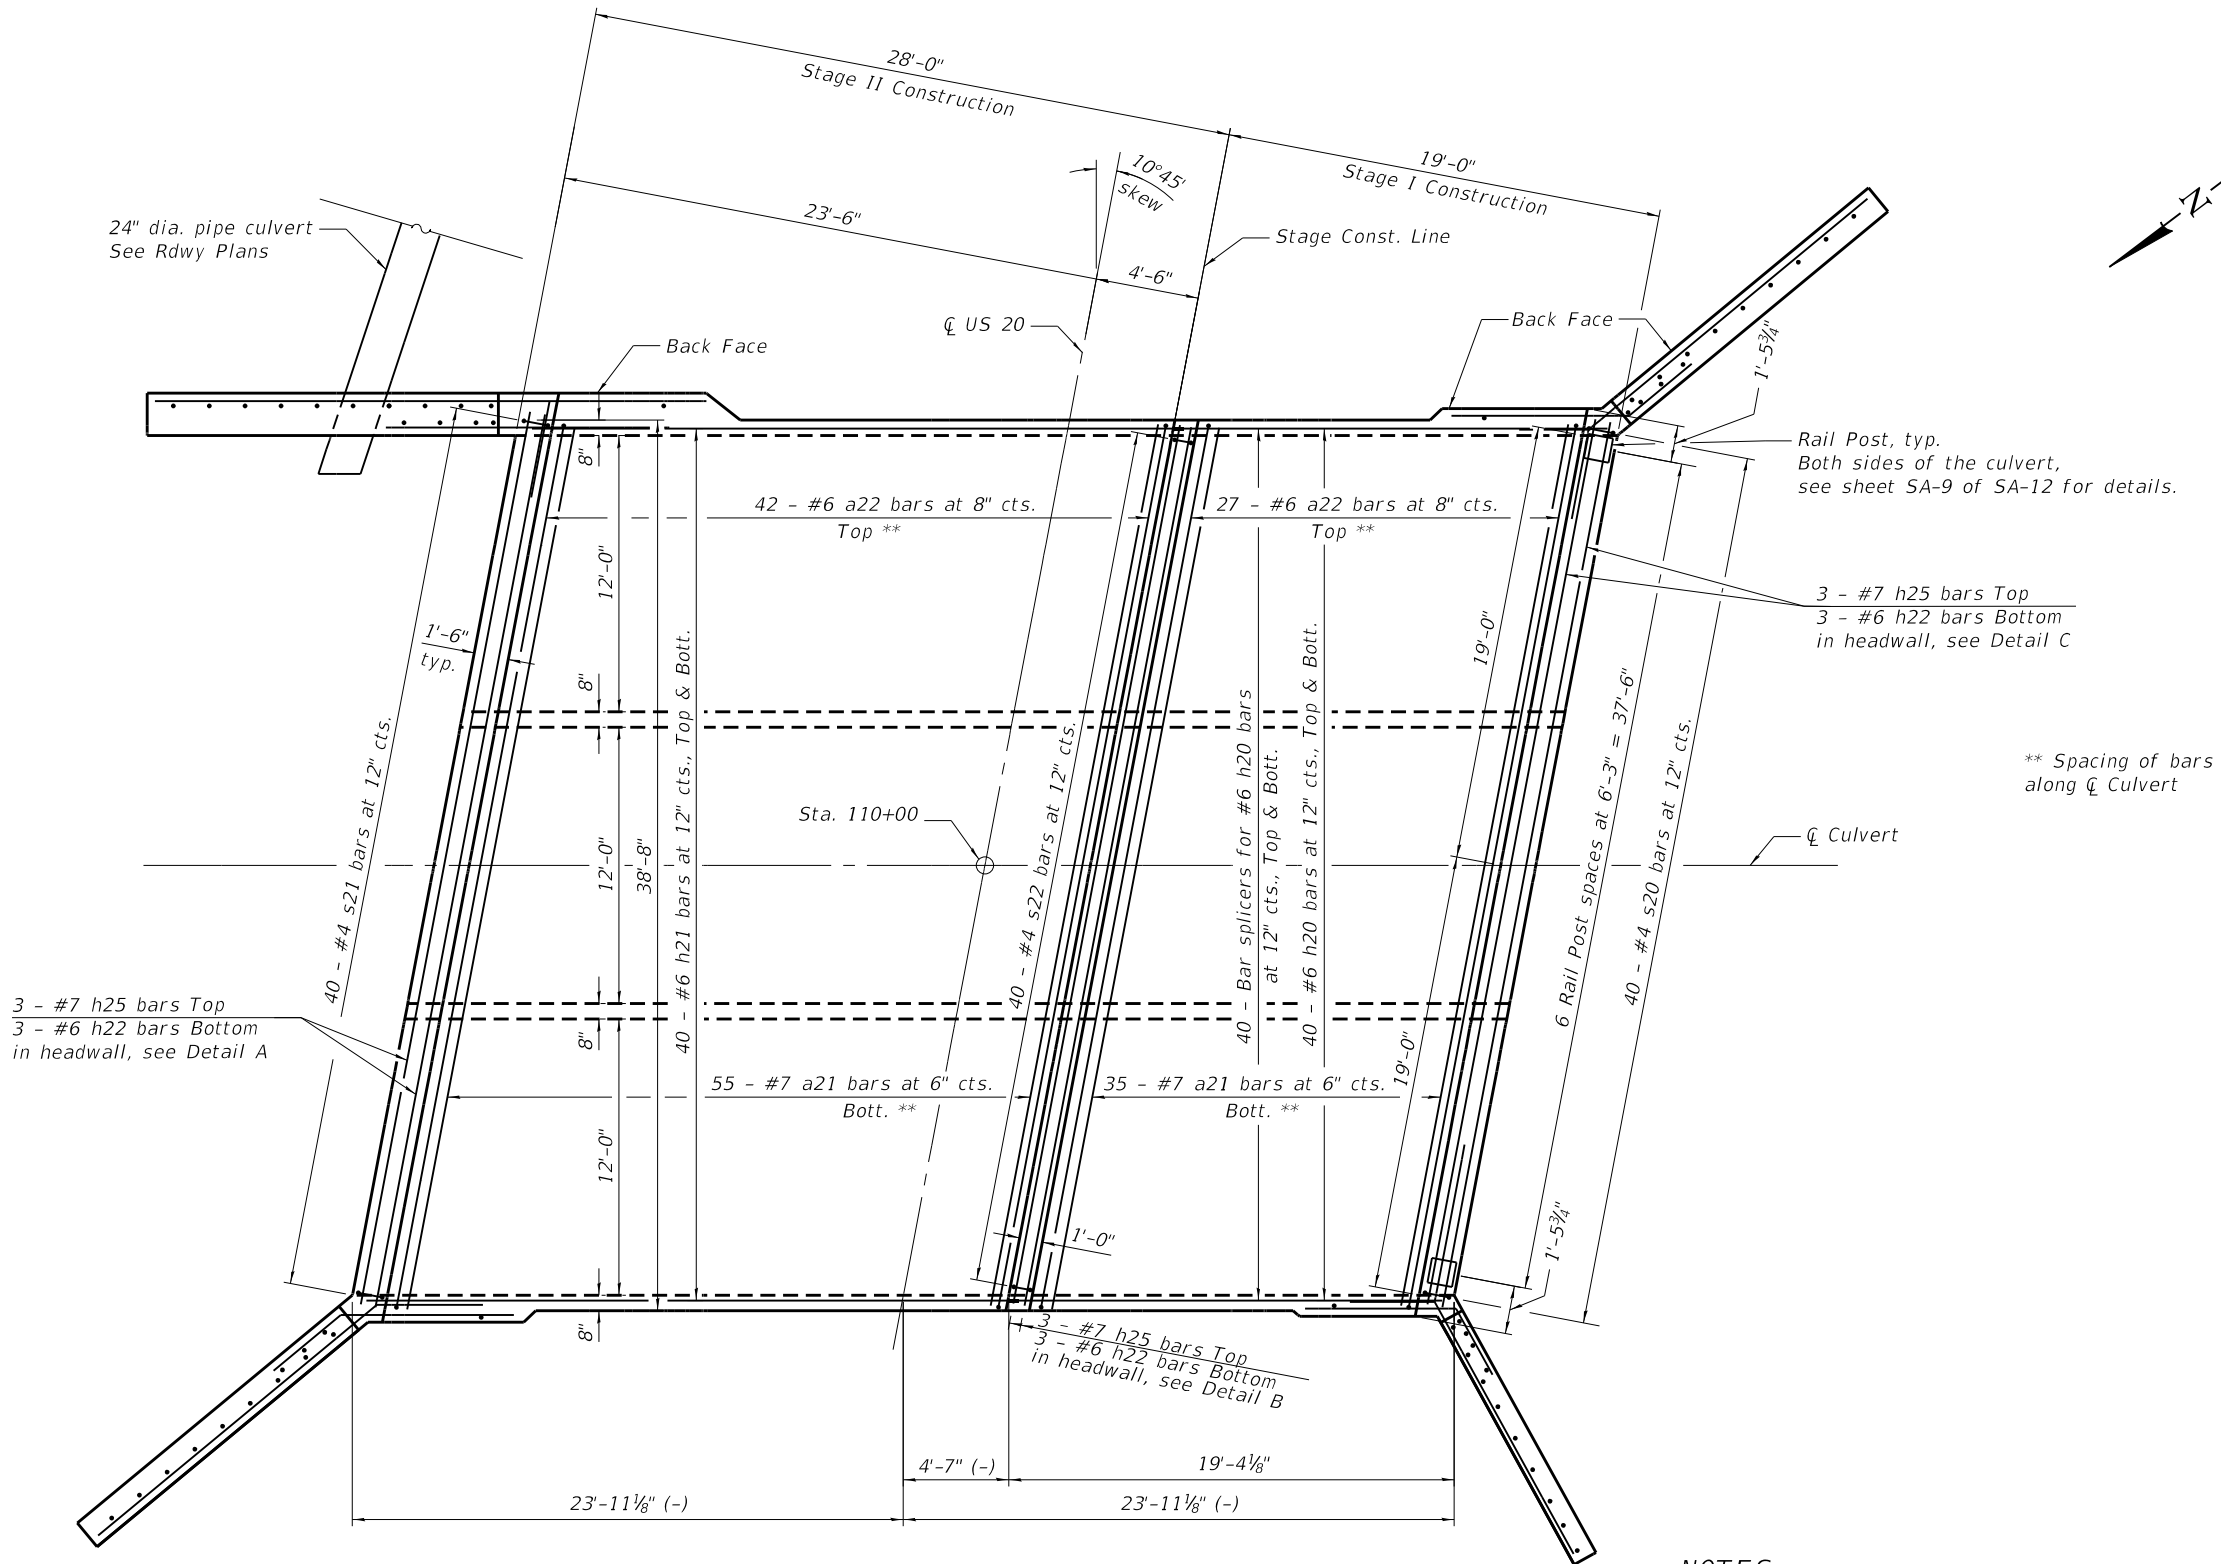 28'-0"
Stage II Construction
19'-0"
Stage I Construction
10°45'
skew
23'-6"
4'-6"
Stage Const. Line
N
24" dia. pipe culvert
See Rdwy Plans
℄ US 20
Back Face
Back Face
1'-5¾"
Rail Post, typ.
Both sides of the culvert,
see sheet SA-9 of SA-12 for details.
8"
42 - #6 a22 bars at 8" cts.
Top **
27 - #6 a22 bars at 8" cts.
Top **
12'-0"
3 - #7 h25 bars Top
3 - #6 h22 bars Bottom
in headwall, see Detail C
1'-6"
typ.
19'-0"
8"
40 - #4 s21 bars at 12" cts.
40 - #6 h21 bars at 12" cts., Top & Bott.
40 - #4 s22 bars at 12" cts.
40 - Bar splicers for #6 h20 bars
at 12" cts., Top & Bott.
40 - #6 h20 bars at 12" cts., Top & Bott.
6 Rail Post spaces at 6'-3" = 37'-6"
40 - #4 s20 bars at 12" cts.
** Spacing of bars
along ℄ Culvert
Sta. 110+00
℄ Culvert
12'-0"
38'-8"
3 - #7 h25 bars Top
3 - #6 h22 bars Bottom
in headwall, see Detail A
8"
19'-0"
55 - #7 a21 bars at 6" cts.
Bott. **
35 - #7 a21 bars at 6" cts.
Bott. **
12'-0"
1'-0"
1'-5¾"
8"
3 - #7 h25 bars Top
3 - #6 h22 bars Bottom
in headwall, see Detail B
4'-7" (-)
19'-4⅛"
23'-11⅛" (-)
23'-11⅛" (-)